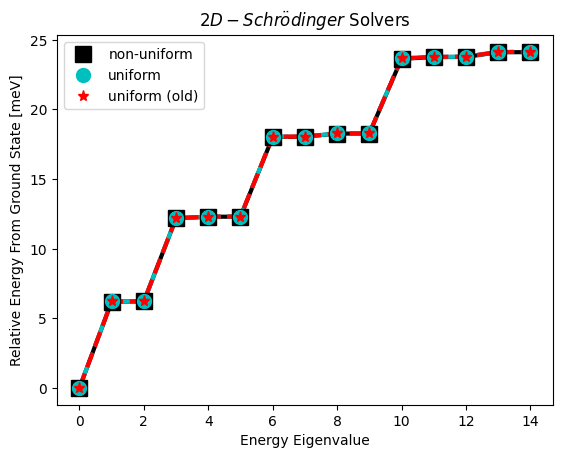 2D − Schrödinger Solvers
non-uniform
uniform
uniform (old)
Relative Energy From Ground State [meV]
25
20
15
10
5
0
0 2 4 6 8 10 12 14
Energy Eigenvalue